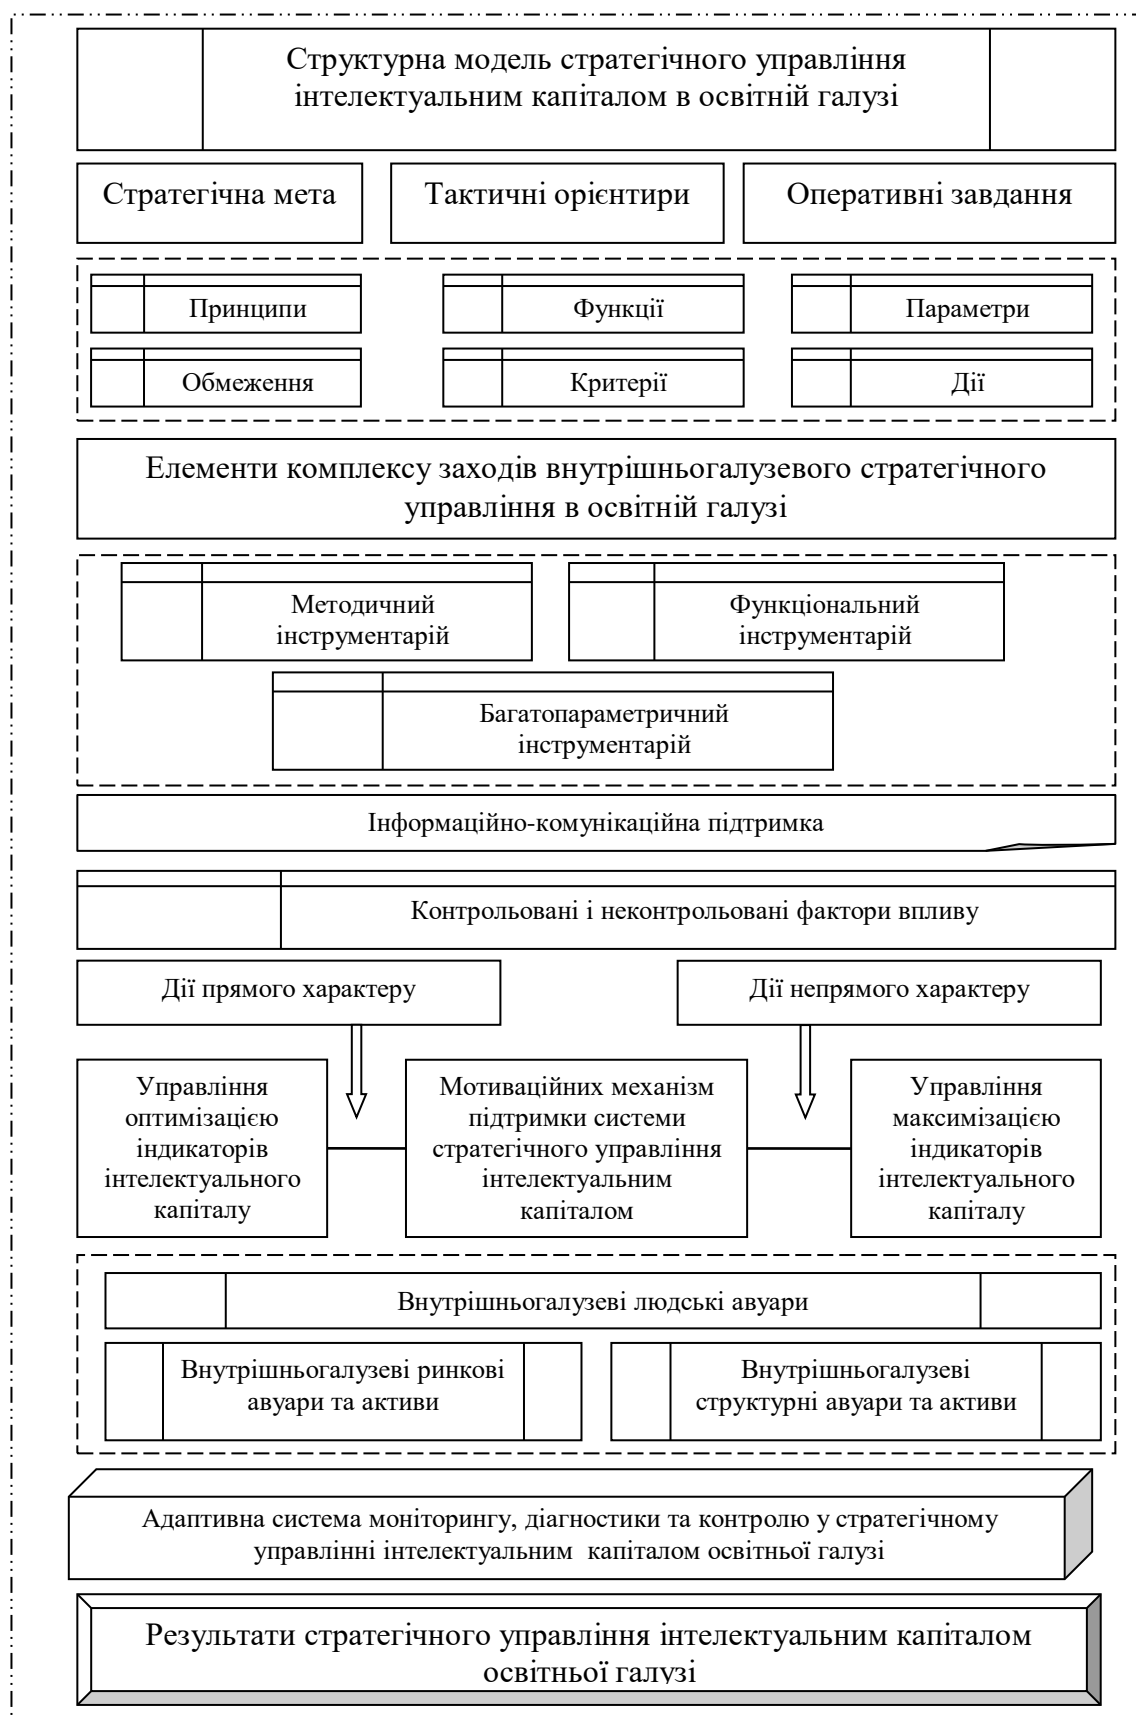 Структурна модель стратегічного управління
інтелектуальним капіталом в освітній галузі
Стратегічна мета
Тактичні орієнтири
Оперативні завдання
Принципи
Функції
Параметри
Обмеження
Критерії
Дії
Елементи комплексу заходів внутрішньогалузевого стратегічного
управління в освітній галузі
Методичний
інструментарій
Функціональний
інструментарій
Багатопараметричний
інструментарій
Інформаційно-комунікаційна підтримка
Контрольовані і неконтрольовані фактори впливу
Дії прямого характеру
Дії непрямого характеру
Управління
оптимізацією
індикаторів
інтелектуального
капіталу
Мотиваційних механізм
підтримки системи
стратегічного управління
інтелектуальним
капіталом
Управління
максимізацією
індикаторів
інтелектуального
капіталу
Внутрішньогалузеві людські авуари
Внутрішньогалузеві ринкові
авуари та активи
Внутрішньогалузеві
структурні авуари та активи
Адаптивна система моніторингу, діагностики та контролю у стратегічному
управлінні інтелектуальним капіталом освітньої галузі
Результати стратегічного управління інтелектуальним капіталом
освітньої галузі